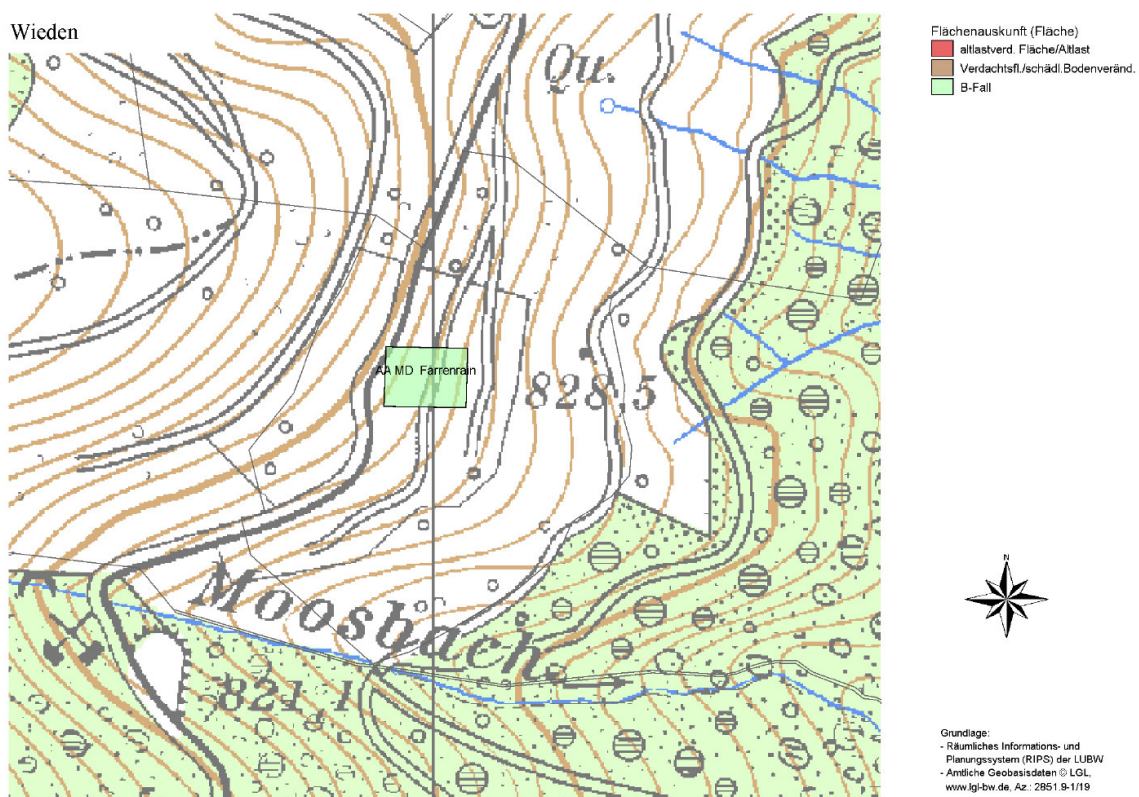 Wieden
Qu.
AA MD Farrenrain
828,5
Moosbach
821,1
Flächenauskunft (Fläche)
altlastverd. Fläche/Altlast
Verdachtsfl./schädl.Bodenveränd.
B-Fall
N
Grundlage:
- Räumliches Informations- und
Planungssystem (RIPS) der LUBW
- Amtliche Geobasisdaten © LGL,
www.lgl-bw.de, Az.: 2851.9-1/19